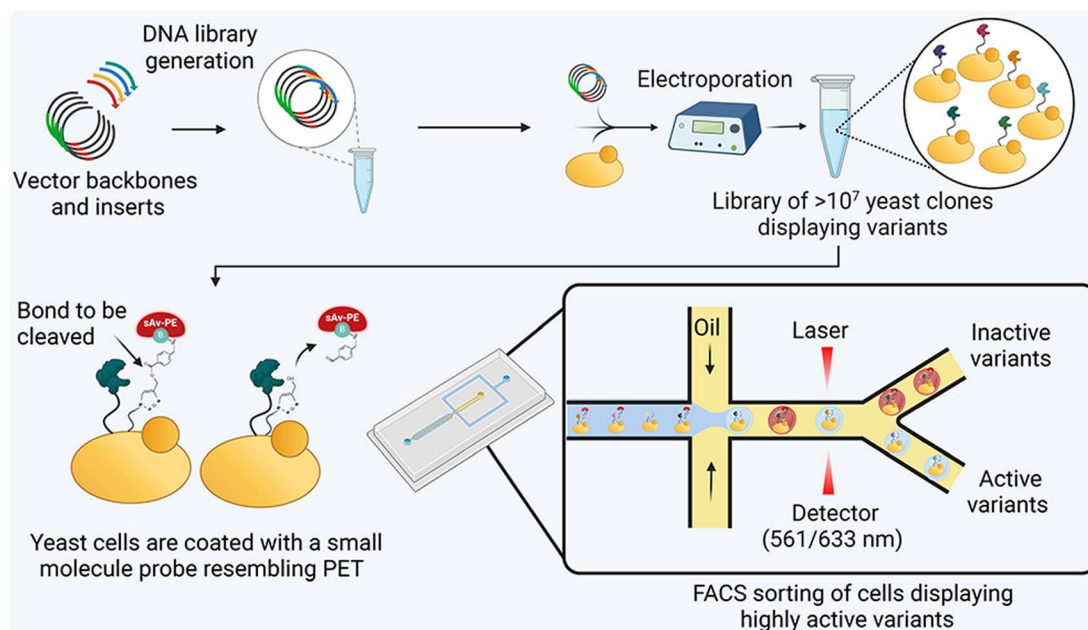 DNA library
generation
Vector backbones
and inserts
Electroporation
Library of >10⁷ yeast clones
displaying variants
Bond to be
cleaved
sAv-PE
B
sAv-PE
B
OH
Yeast cells are coated with a small
molecule probe resembling PET
Oil
Laser
Inactive
variants
Active
variants
Detector
(561/633 nm)
FACS sorting of cells displaying
highly active variants